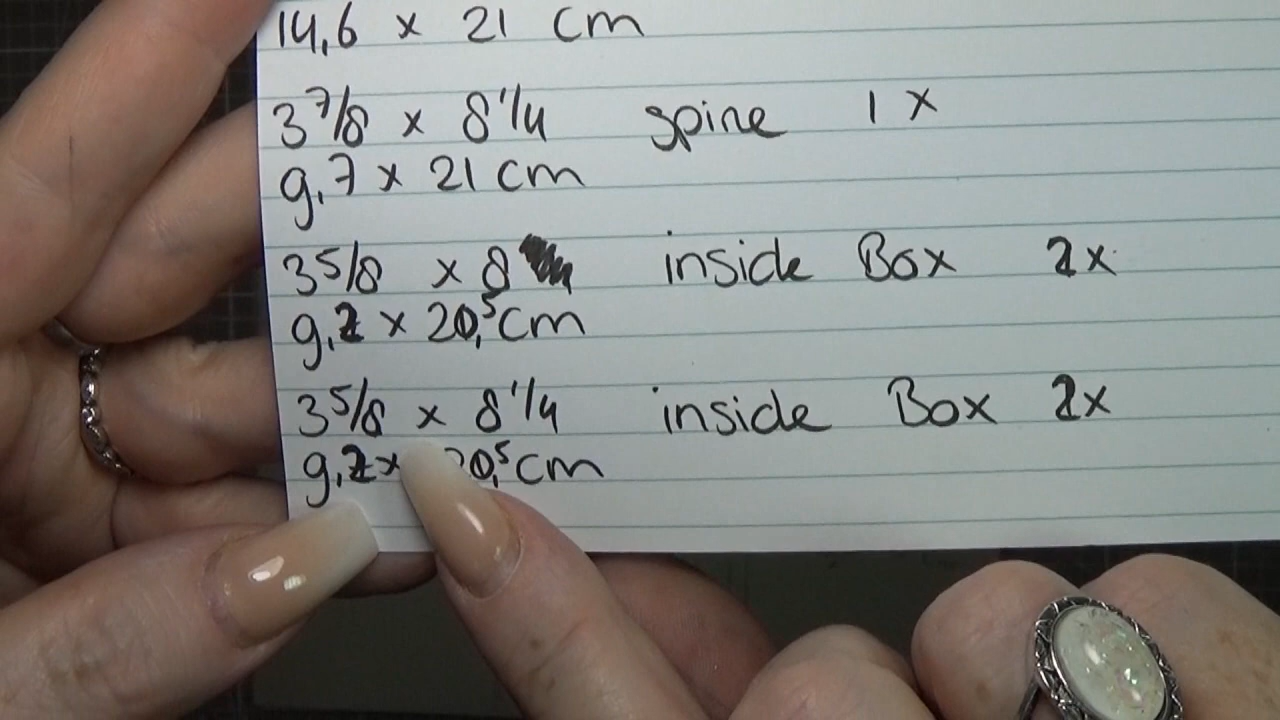 14,6 x 21 cm
3 7/8 x 8 1/4 spine 1 x
9,7 x 21 cm
3 5/8 x 8 inside Box 2x
9,2 x 20,5 cm
3 5/8 x 8 1/4 inside Box 2x
9,2 x 20,5 cm